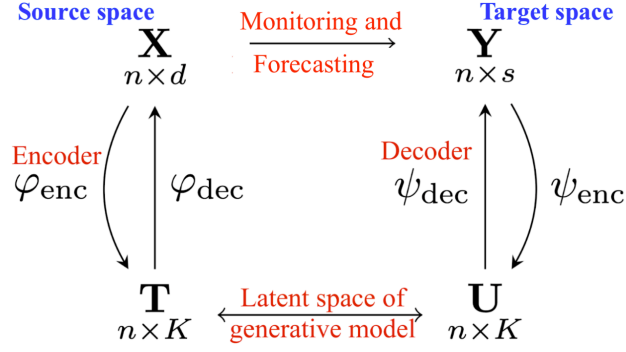 Source space
Target space
X
Monitoring and
Y
n×d
Forecasting
n×s
Encoder
Decoder
φenc
φdec
ψdec
ψenc
T
Latent space of
U
n×K
generative model
n×K